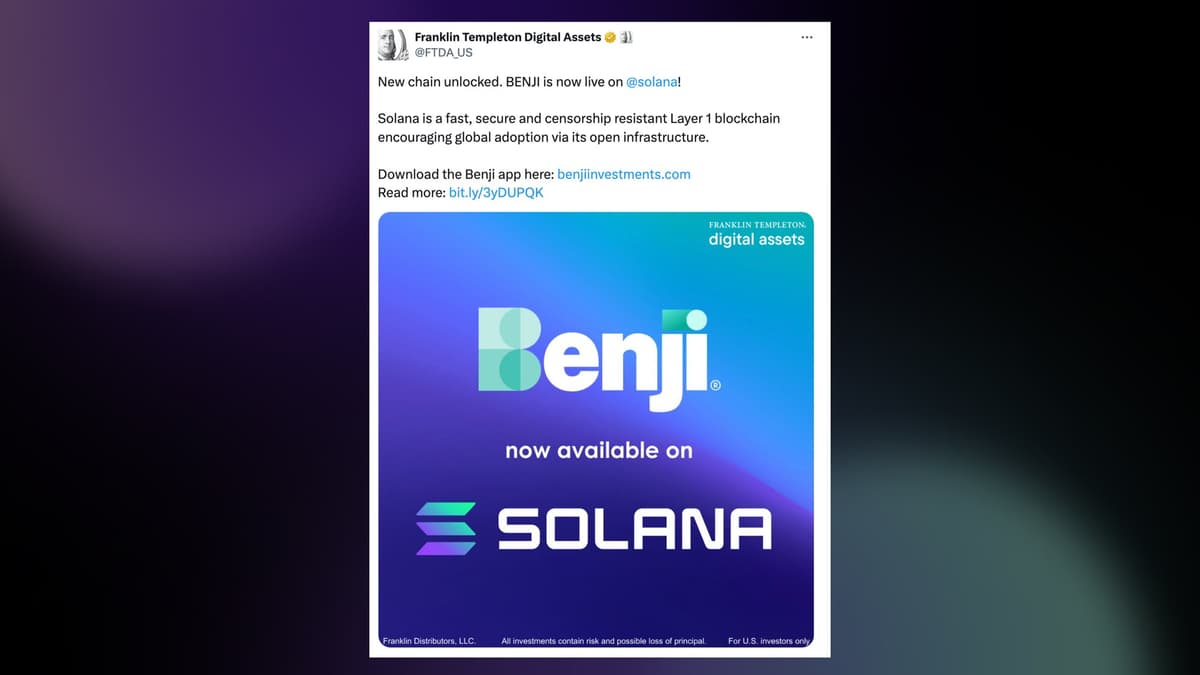 Franklin Templeton Digital Assets
@FTDA_US
New chain unlocked. BENJI is now live on @solana!
Solana is a fast, secure and censorship resistant Layer 1 blockchain
encouraging global adoption via its open infrastructure.
Download the Benji app here: benjiinvestments.com
Read more: bit.ly/3yDUPQK
FRANKLIN TEMPLETON.
digital assets
Benji®
now available on
SOLANA
Franklin Distributors, LLC. All investments contain risk and possible loss of principal. For U.S. investors only.